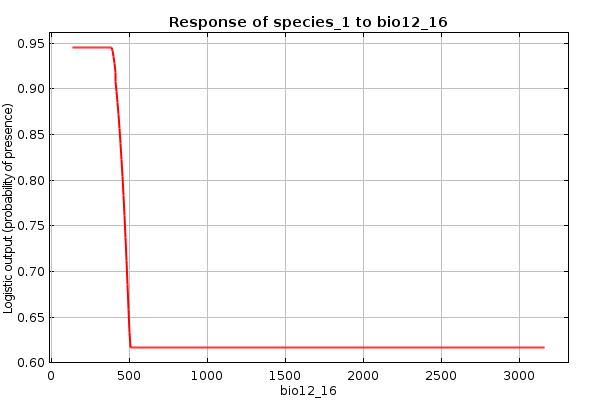 Response of species_1 to bio12_16
Logistic output (probability of presence)
0.95
0.90
0.85
0.80
0.75
0.70
0.65
0.60
0 500 1000 1500 2000 2500 3000
bio12_16